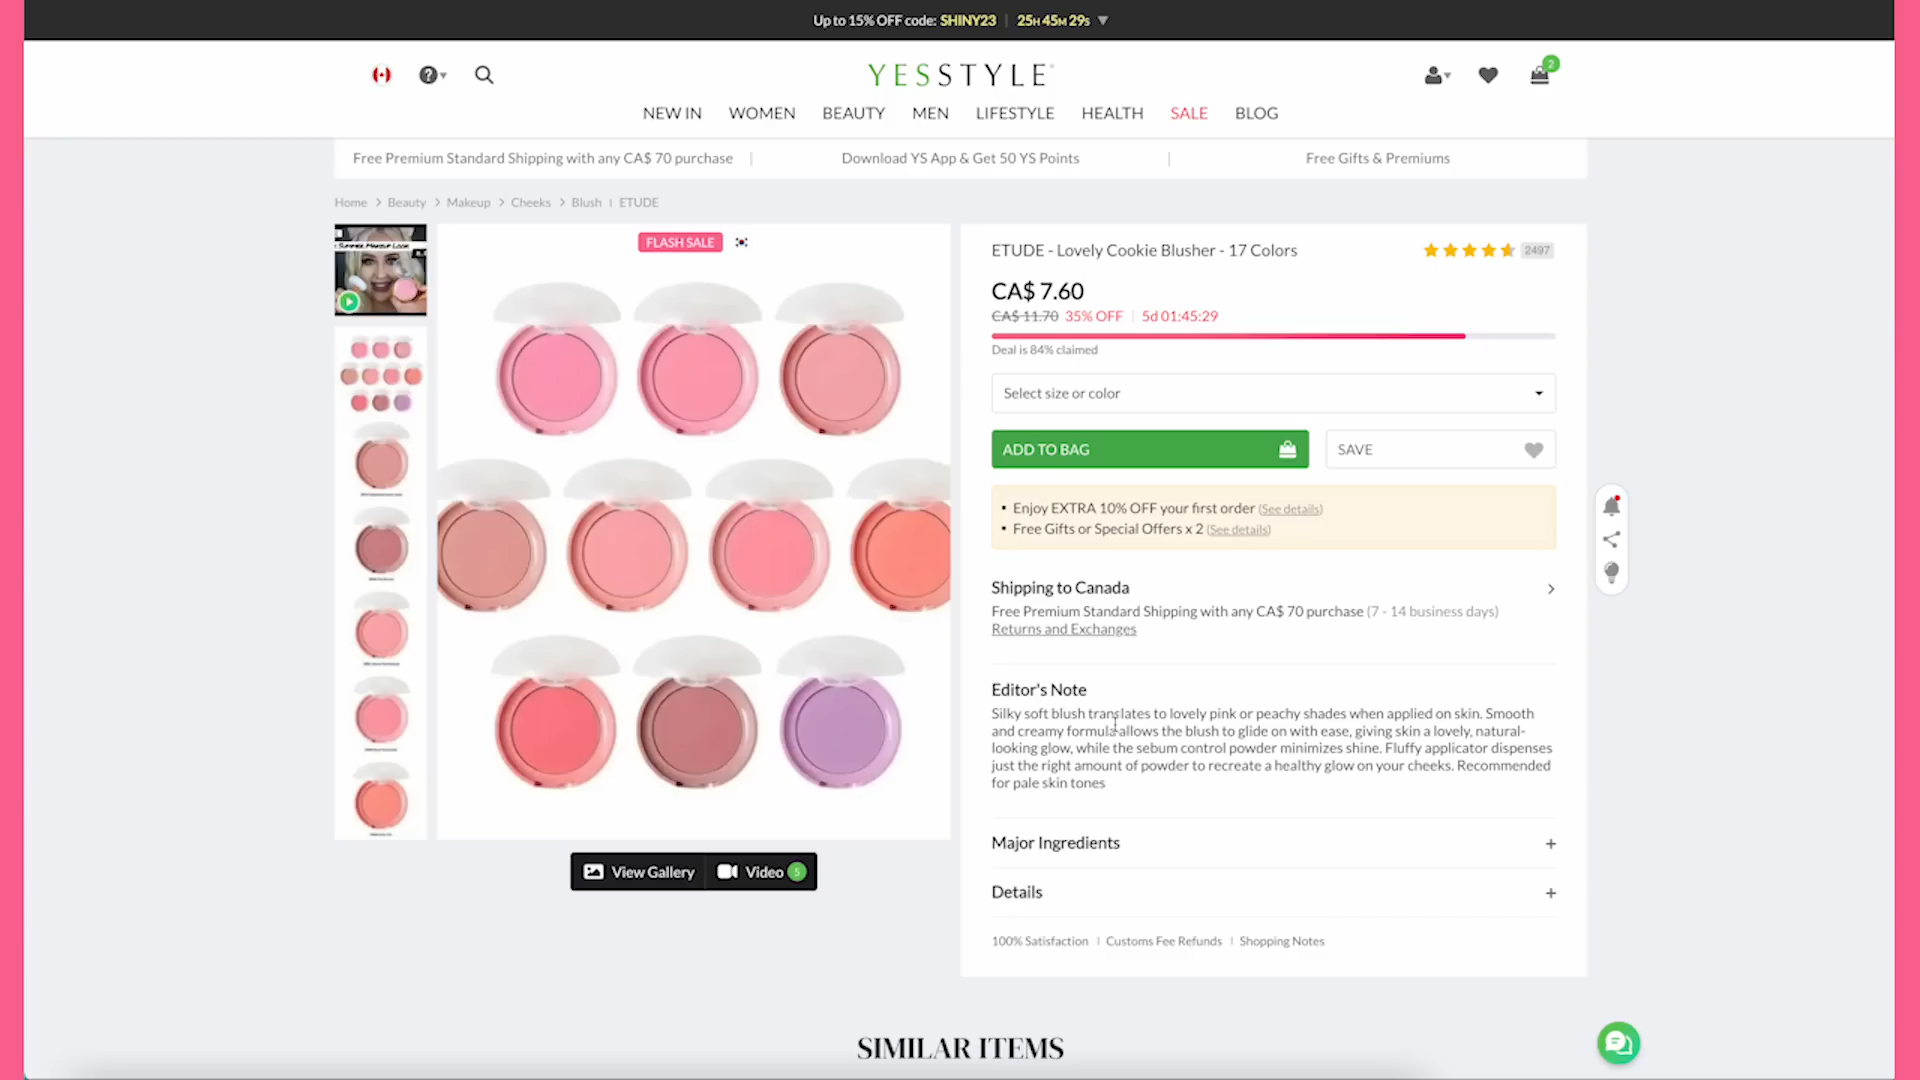 Up to 15% OFF code: SHINY23 | 25H 45M 29S
YESSTYLE
2
NEW IN WOMEN BEAUTY MEN LIFESTYLE HEALTH SALE BLOG
Free Premium Standard Shipping with any CA$ 70 purchase | Download YS App & Get 50 YS Points | Free Gifts & Premiums
Home > Beauty > Makeup > Cheeks > Blush | ETUDE
FLASH SALE
ETUDE - Lovely Cookie Blusher - 17 Colors 2497
CA$ 7.60
CA$ 11.70 35% OFF | 5d 01:45:29
Deal is 84% claimed
Select size or color
ADD TO BAG
SAVE
• Enjoy EXTRA 10% OFF your first order (See details)
• Free Gifts or Special Offers x 2 (See details)
Shipping to Canada
Free Premium Standard Shipping with any CA$ 70 purchase (7 - 14 business days)
Returns and Exchanges
Editor's Note
Silky soft blush translates to lovely pink or peachy shades when applied on skin. Smooth
and creamy formula allows the blush to glide on with ease, giving skin a lovely, natural-
looking glow, while the sebum control powder minimizes shine. Fluffy applicator dispenses
just the right amount of powder to recreate a healthy glow on your cheeks. Recommended
for pale skin tones
Major Ingredients +
Details +
100% Satisfaction | Customs Fee Refunds | Shopping Notes
View Gallery
Video 5
SIMILAR ITEMS